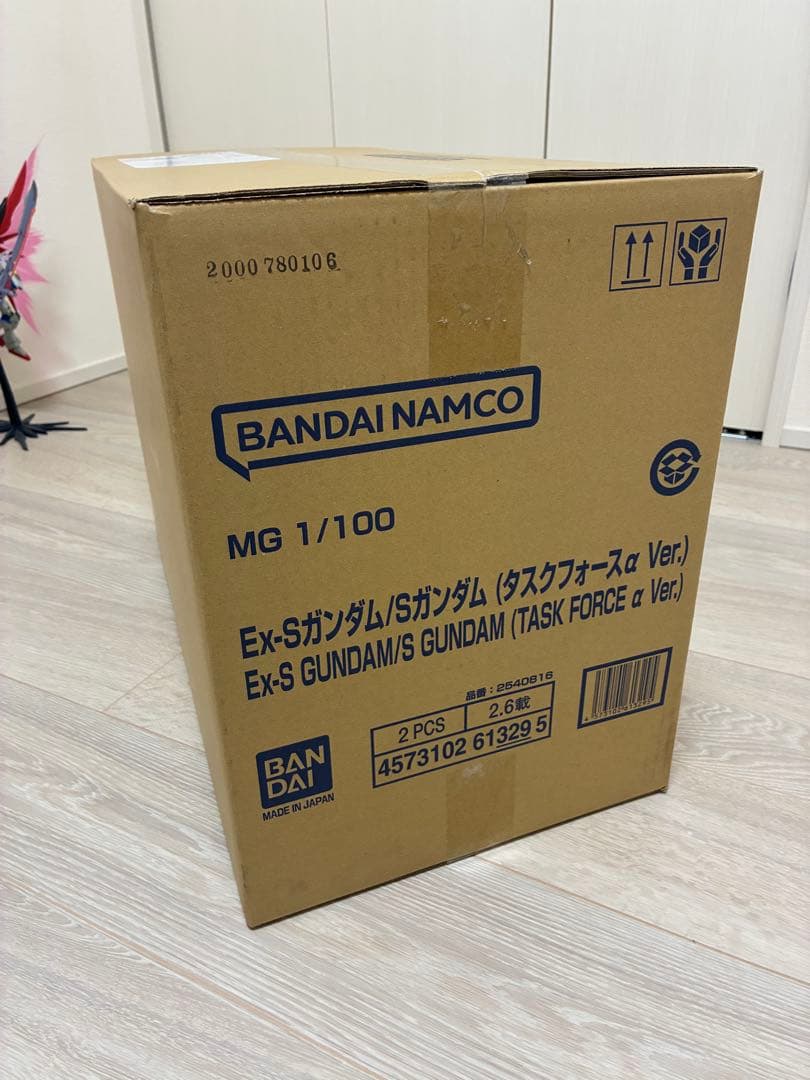 2000 780106
BANDAI NAMCO
MG 1/100
Ex-Sガンダム/Sガンダム (タスクフォースα Ver.)
Ex-S GUNDAM/S GUNDAM (TASK FORCE α Ver.)
品番：2540816
2 PCS 2.6載
4573102 61329 5
4573102613295
BAN
DAI
MADE IN JAPAN